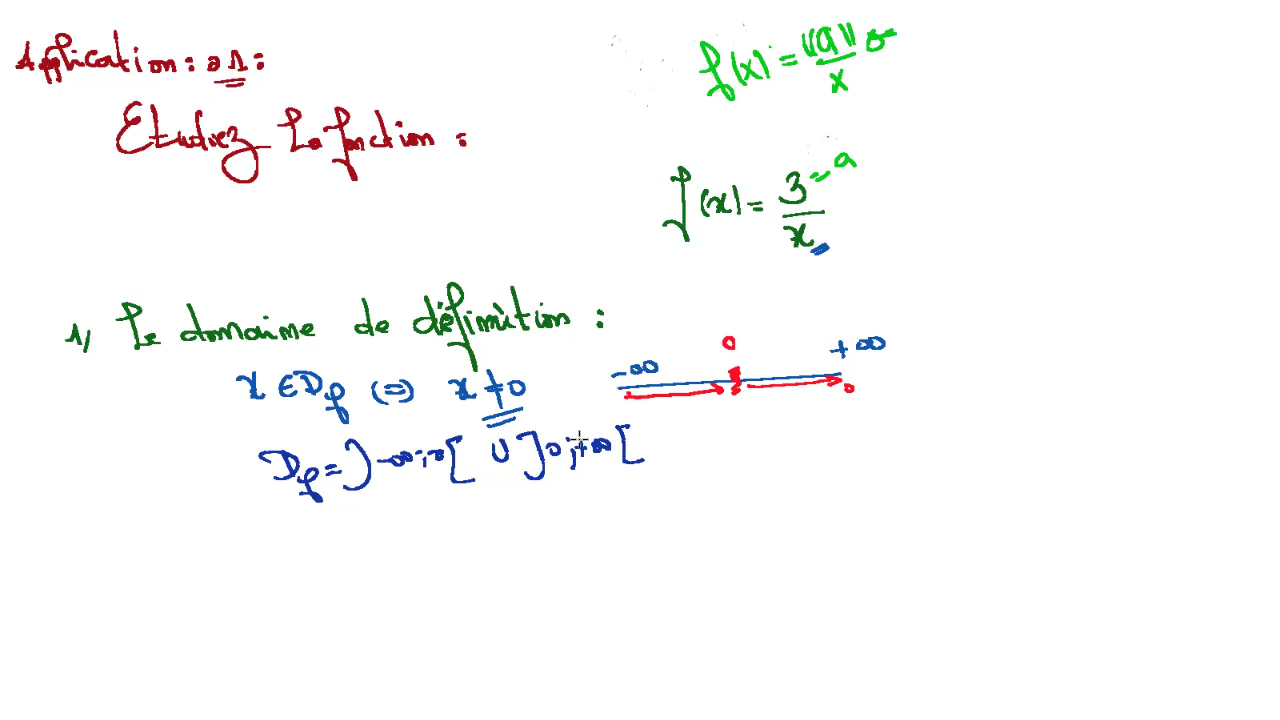 Application: 01:
Etudiez la fonction :
f(x) = "a" / x
f(x) = 3 / x
= a
1) Le domaine de définition :
x ∈ Df ⇔ x ≠ 0
-∞ 0 +∞
Df = ]-∞; 0[ ∪ ]0; +∞[